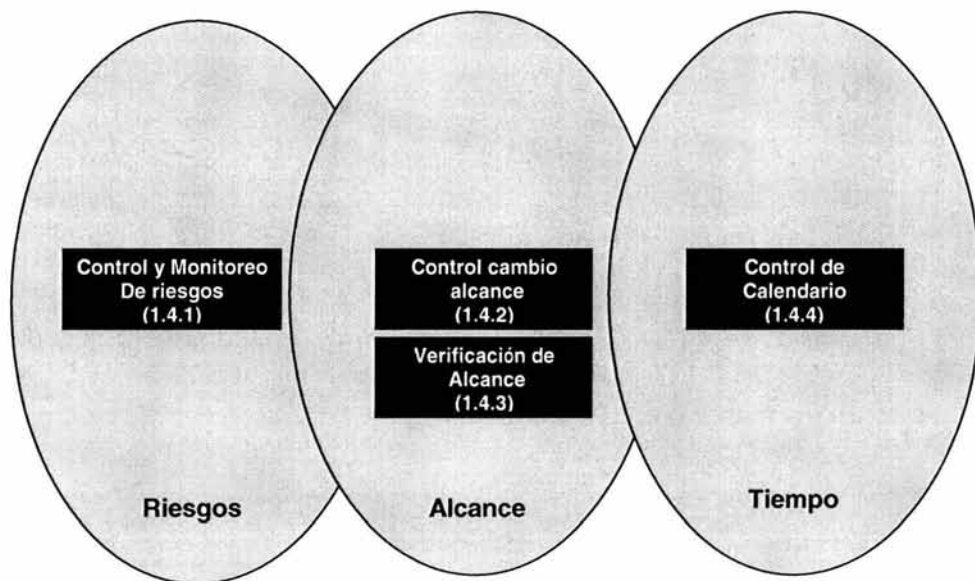 Control y Monitoreo
De riesgos
(1.4.1)
Control cambio
alcance
(1.4.2)
Verificación de
Alcance
(1.4.3)
Control de
Calendario
(1.4.4)
Riesgos
Alcance
Tiempo